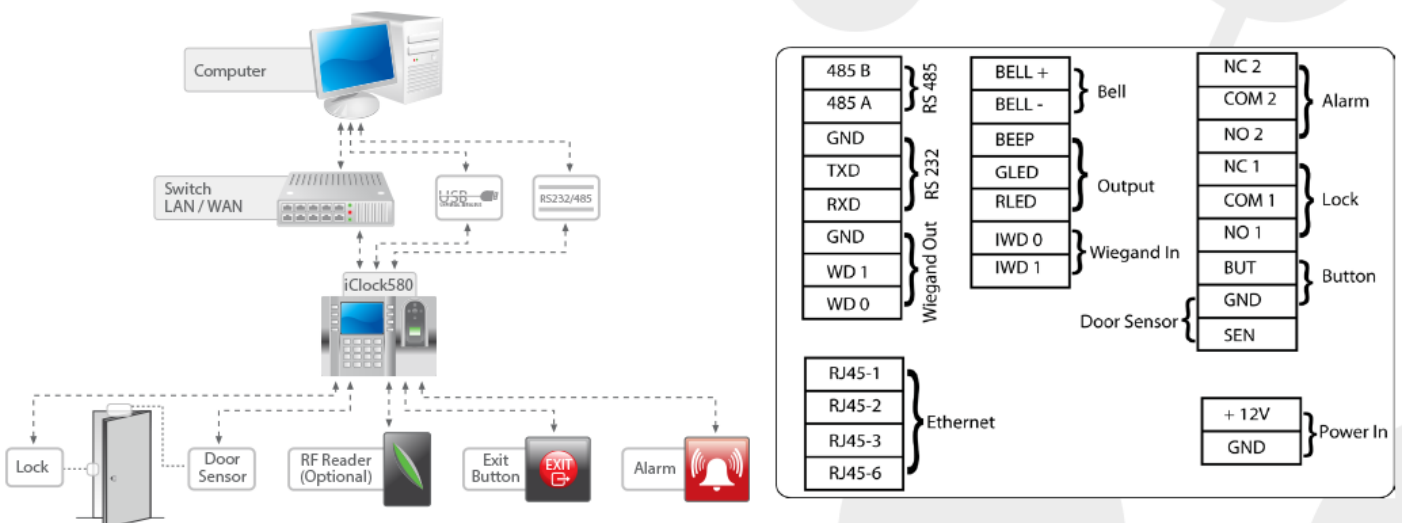 Computer
Switch
LAN / WAN
USB
RS232/485
iClock580
Lock
Door
Sensor
RF Reader
(Optional)
Exit
Button
EXIT
Alarm
485 B
485 A
RS 485
GND
TXD
RXD
RS 232
GND
WD 1
WD 0
Wiegand Out
RJ45-1
RJ45-2
RJ45-3
RJ45-6
Ethernet
BELL +
BELL -
Bell
BEEP
GLED
RLED
Output
IWD 0
IWD 1
Wiegand In
NC 2
COM 2
NO 2
Alarm
NC 1
COM 1
NO 1
Lock
BUT
GND
SEN
Button
Door Sensor
+ 12V
GND
Power In